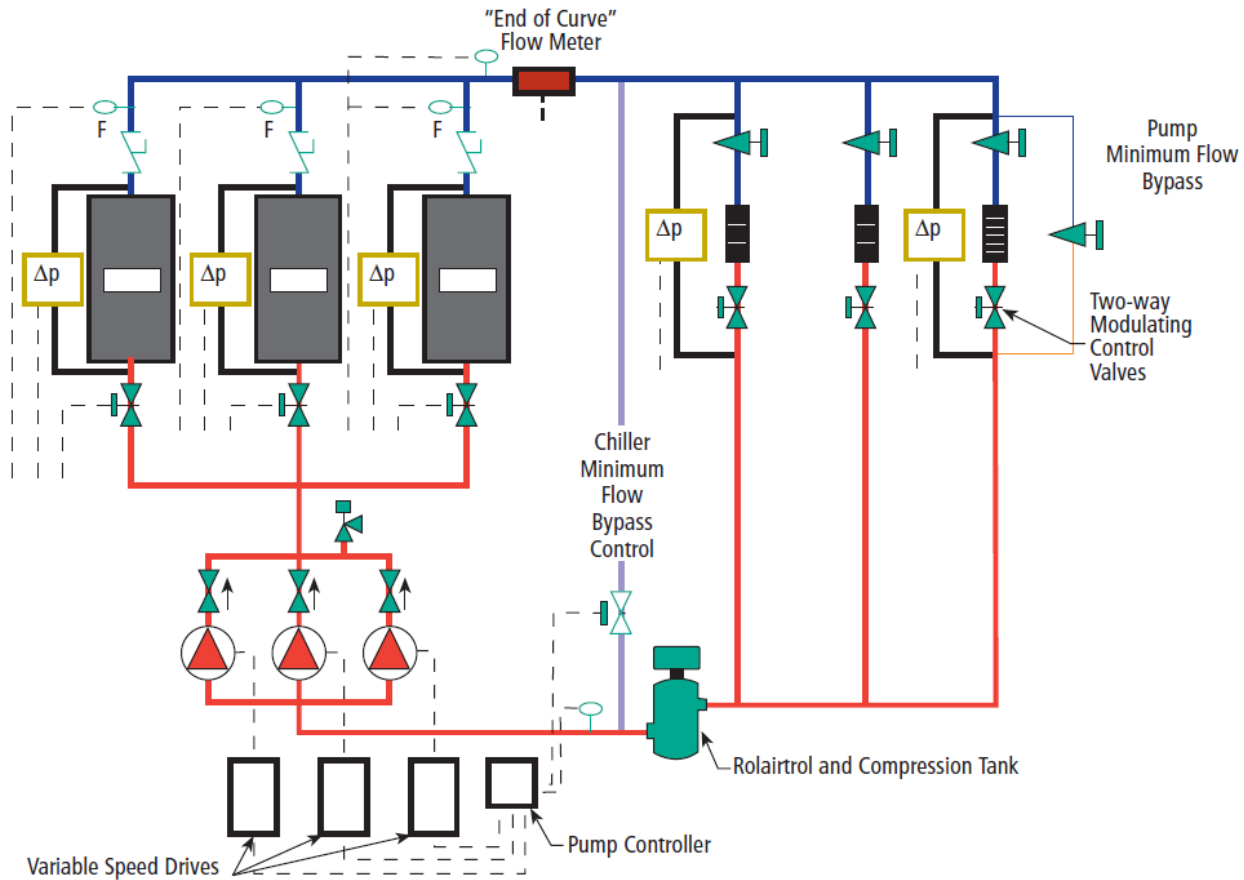 "End of Curve"
Flow Meter
F
F
F
Pump
Minimum Flow
Bypass
Δp
Δp
Δp
Δp
Δp
Two-way
Modulating
Control
Valves
Chiller
Minimum
Flow
Bypass
Control
Rolairtrol and Compression Tank
Pump Controller
Variable Speed Drives